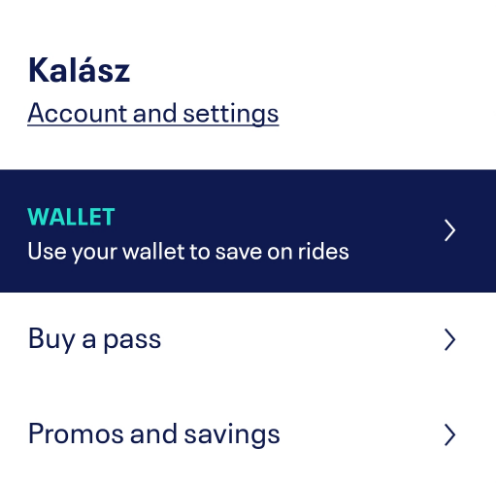 Kalász
Account and settings
WALLET
Use your wallet to save on rides
Buy a pass
Promos and savings